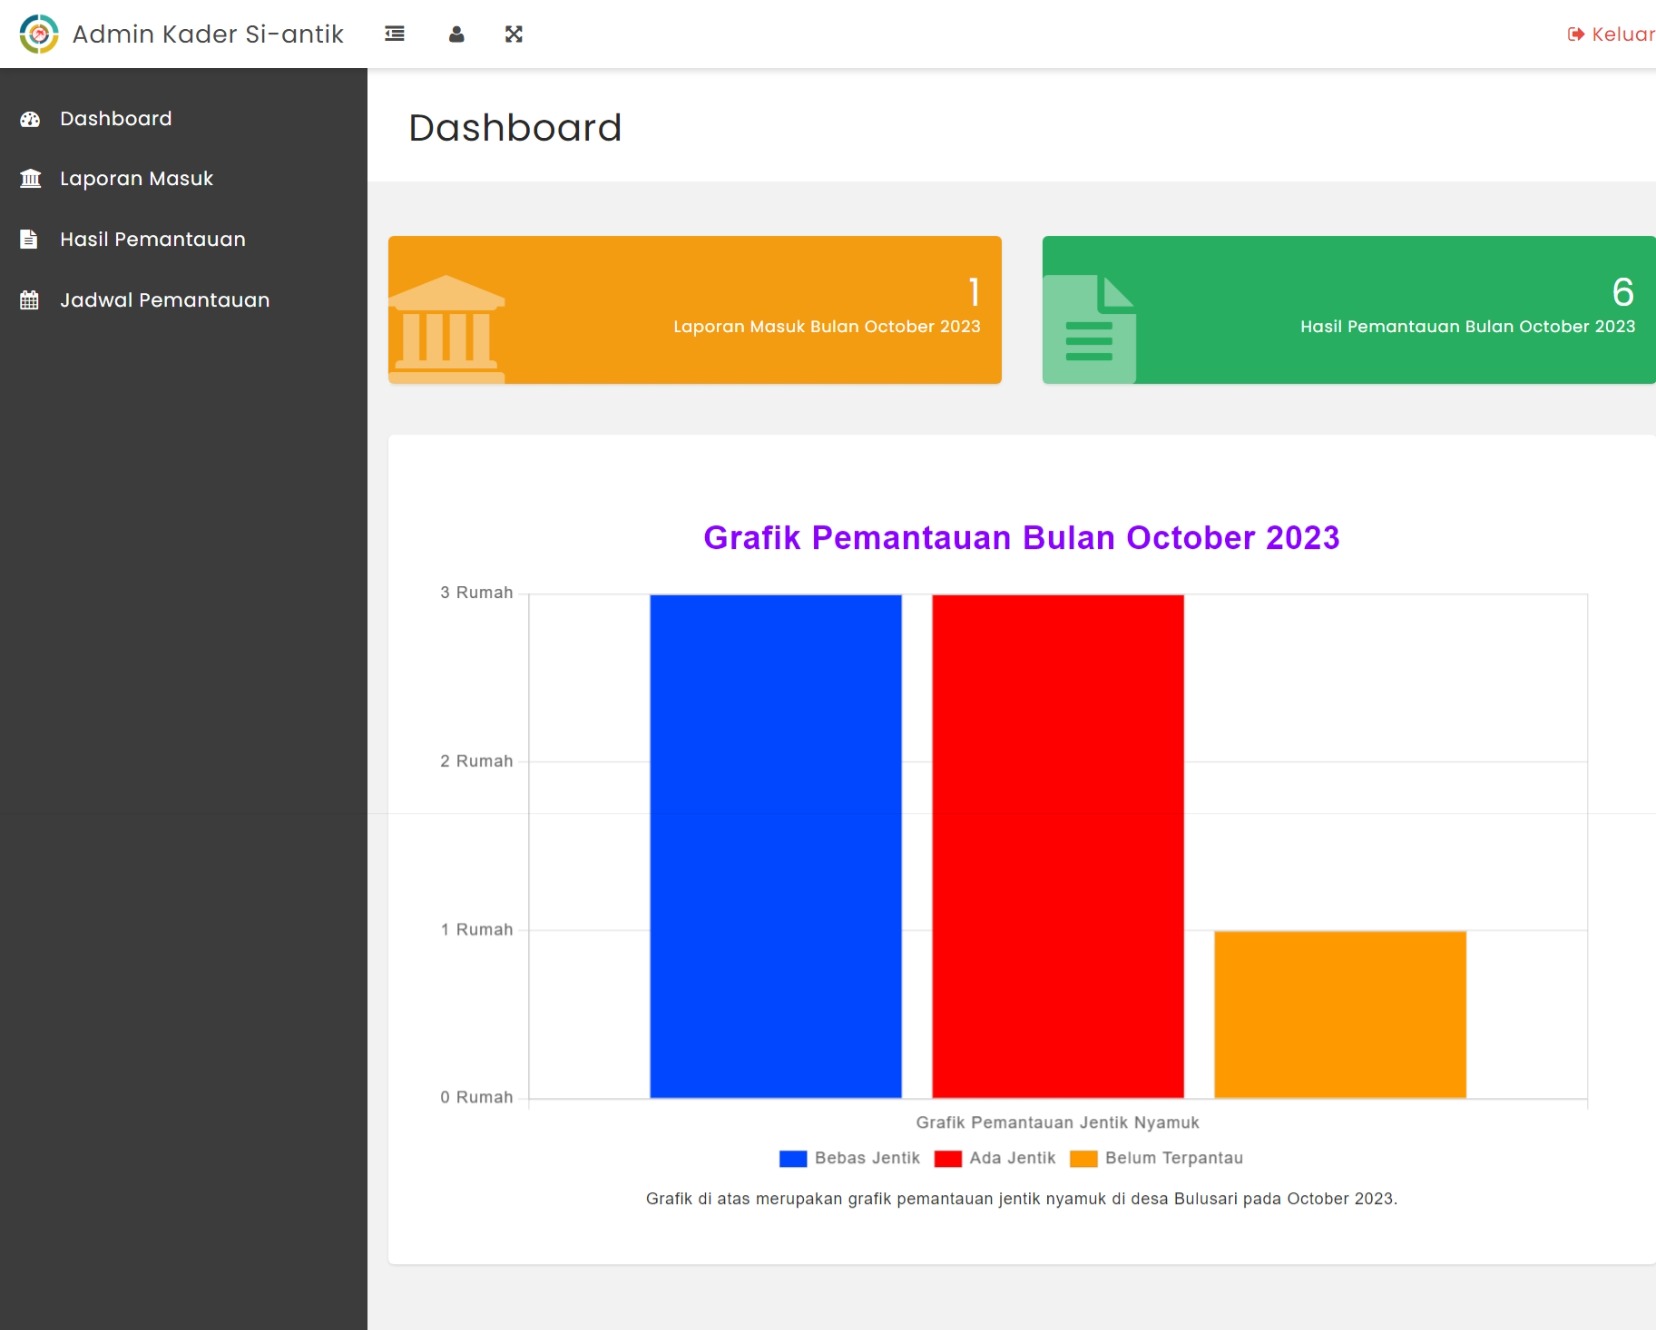 Admin Kader Si-antik
Keluar
Dashboard
Laporan Masuk
Hasil Pemantauan
Jadwal Pemantauan
Dashboard
1
Laporan Masuk Bulan October 2023
6
Hasil Pemantauan Bulan October 2023
Grafik Pemantauan Bulan October 2023
3 Rumah
2 Rumah
1 Rumah
0 Rumah
Grafik Pemantauan Jentik Nyamuk
Bebas Jentik Ada Jentik Belum Terpantau
Grafik di atas merupakan grafik pemantauan jentik nyamuk di desa Bulusari pada October 2023.